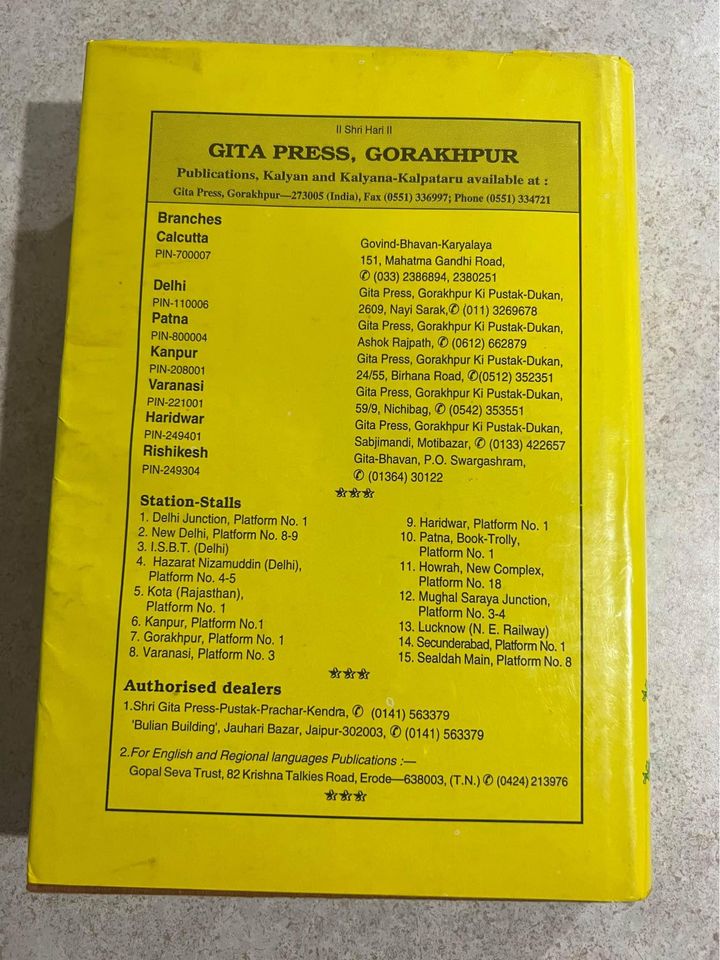 II Shri Hari II
GITA PRESS, GORAKHPUR
Publications, Kalyan and Kalyana-Kalpataru available at :
Gita Press, Gorakhpur—273005 (India), Fax (0551) 336997; Phone (0551) 334721
Branches
Calcutta
PIN-700007
Govind-Bhavan-Karyalaya
151, Mahatma Gandhi Road,
✆ (033) 2386894, 2380251
Delhi
PIN-110006
Gita Press, Gorakhpur Ki Pustak-Dukan,
2609, Nayi Sarak,✆ (011) 3269678
Patna
PIN-800004
Gita Press, Gorakhpur Ki Pustak-Dukan,
Ashok Rajpath, ✆ (0612) 662879
Kanpur
PIN-208001
Gita Press, Gorakhpur Ki Pustak-Dukan,
24/55, Birhana Road, ✆(0512) 352351
Varanasi
PIN-221001
Gita Press, Gorakhpur Ki Pustak-Dukan,
59/9, Nichibag, ✆ (0542) 353551
Haridwar
PIN-249401
Gita Press, Gorakhpur Ki Pustak-Dukan,
Sabjimandi, Motibazar, ✆ (0133) 422657
Rishikesh
PIN-249304
Gita-Bhavan, P.O. Swargashram,
✆ (01364) 30122
Station-Stalls
1. Delhi Junction, Platform No. 1
2. New Delhi, Platform No. 8-9
3. I.S.B.T. (Delhi)
4. Hazarat Nizamuddin (Delhi),
Platform No. 4-5
5. Kota (Rajasthan),
Platform No. 1
6. Kanpur, Platform No.1
7. Gorakhpur, Platform No. 1
8. Varanasi, Platform No. 3
9. Haridwar, Platform No. 1
10. Patna, Book-Trolly,
Platform No. 1
11. Howrah, New Complex,
Platform No. 18
12. Mughal Saraya Junction,
Platform No. 3-4
13. Lucknow (N. E. Railway)
14. Secunderabad, Platform No. 1
15. Sealdah Main, Platform No. 8
Authorised dealers
1.Shri Gita Press-Pustak-Prachar-Kendra, ✆ (0141) 563379
'Bulian Building', Jauhari Bazar, Jaipur-302003, ✆ (0141) 563379
2.For English and Regional languages Publications :—
Gopal Seva Trust, 82 Krishna Talkies Road, Erode—638003, (T.N.) ✆ (0424) 213976